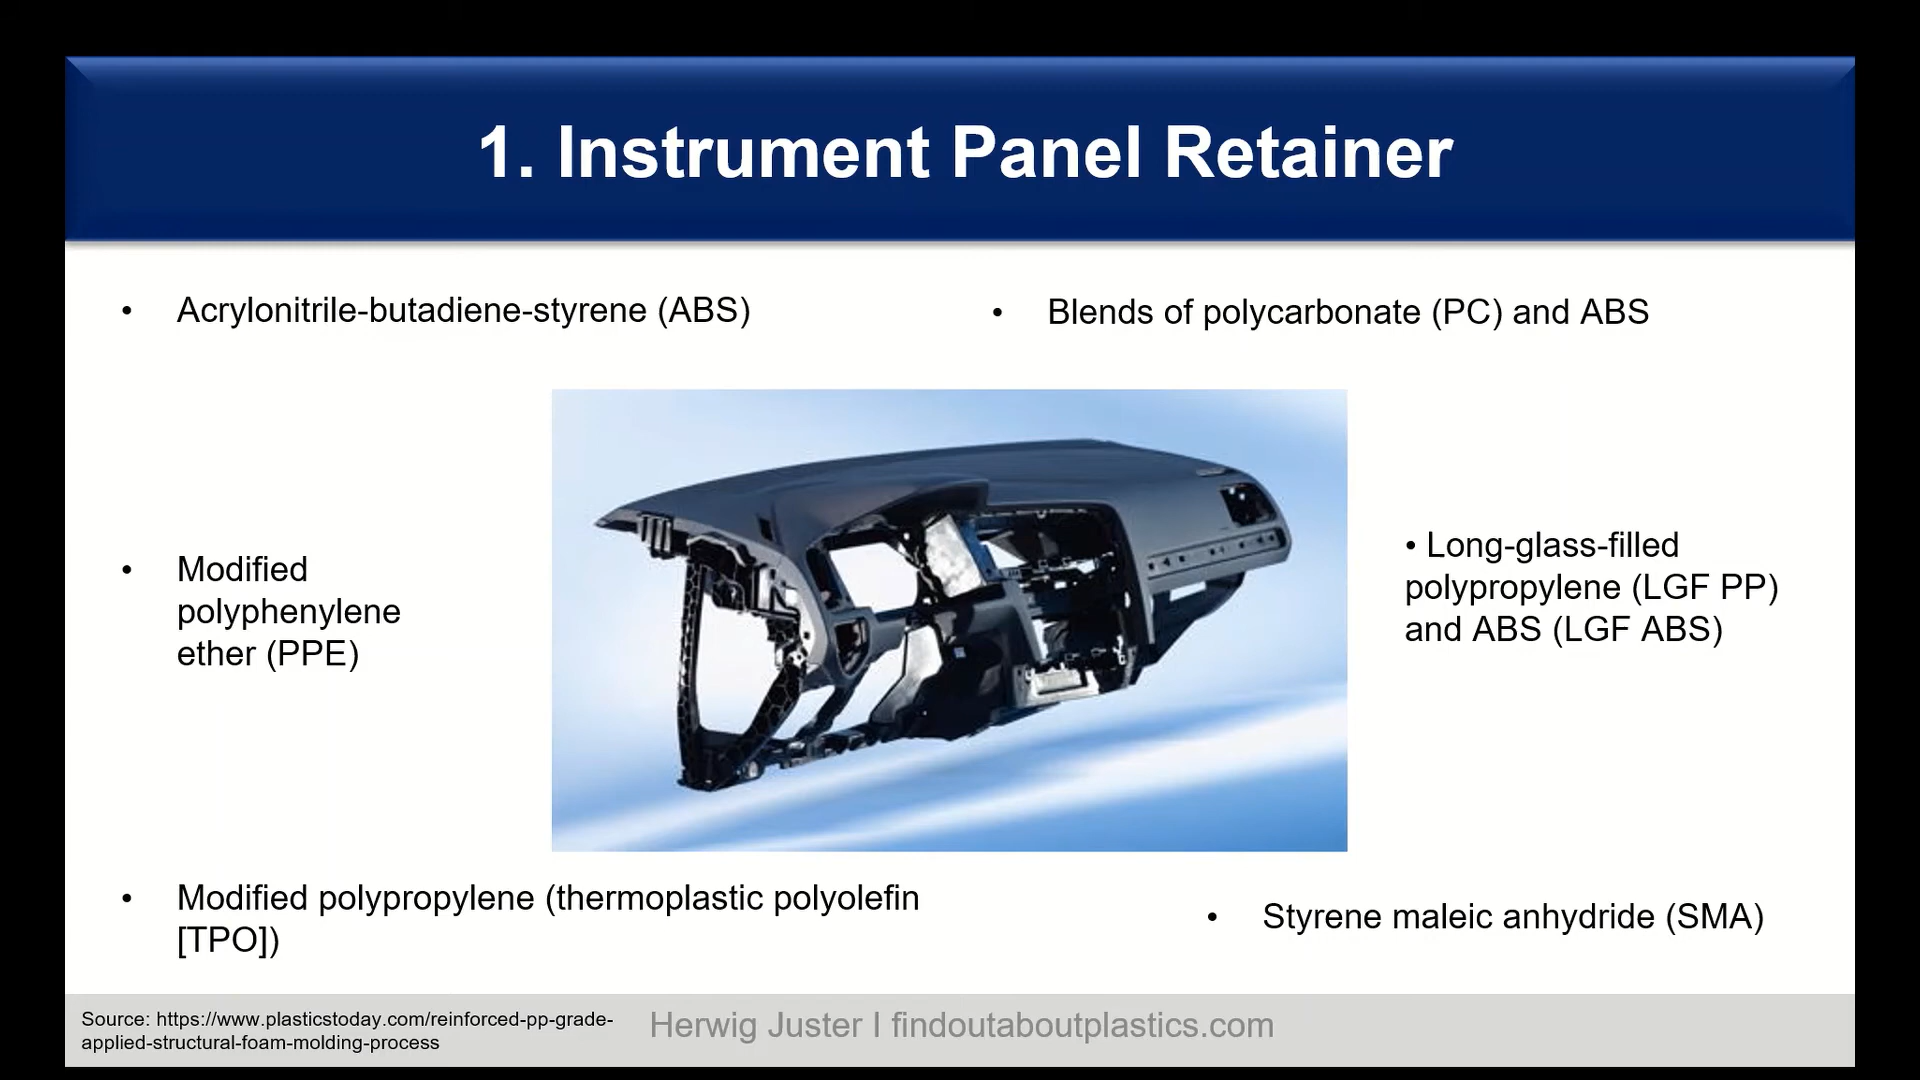 1. Instrument Panel Retainer
• Acrylonitrile-butadiene-styrene (ABS)
• Blends of polycarbonate (PC) and ABS
• Modified
polyphenylene
ether (PPE)
• Long-glass-filled
polypropylene (LGF PP)
and ABS (LGF ABS)
• Modified polypropylene (thermoplastic polyolefin
[TPO])
• Styrene maleic anhydride (SMA)
Source: https://www.plasticstoday.com/reinforced-pp-grade-
applied-structural-foam-molding-process
Herwig Juster I findoutaboutplastics.com